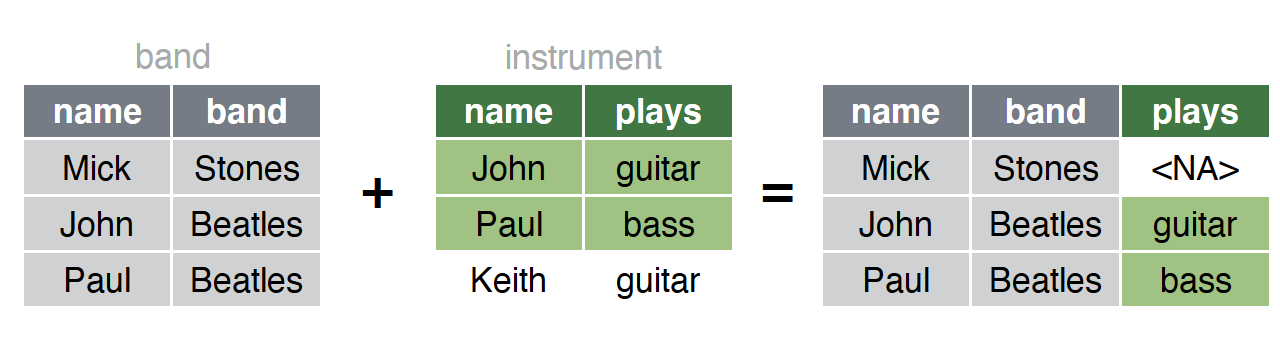 band instrument
name band name plays name band plays
Mick Stones John guitar Mick Stones <NA>
+ =
John Beatles Paul bass John Beatles guitar
Paul Beatles Keith guitar Paul Beatles bass